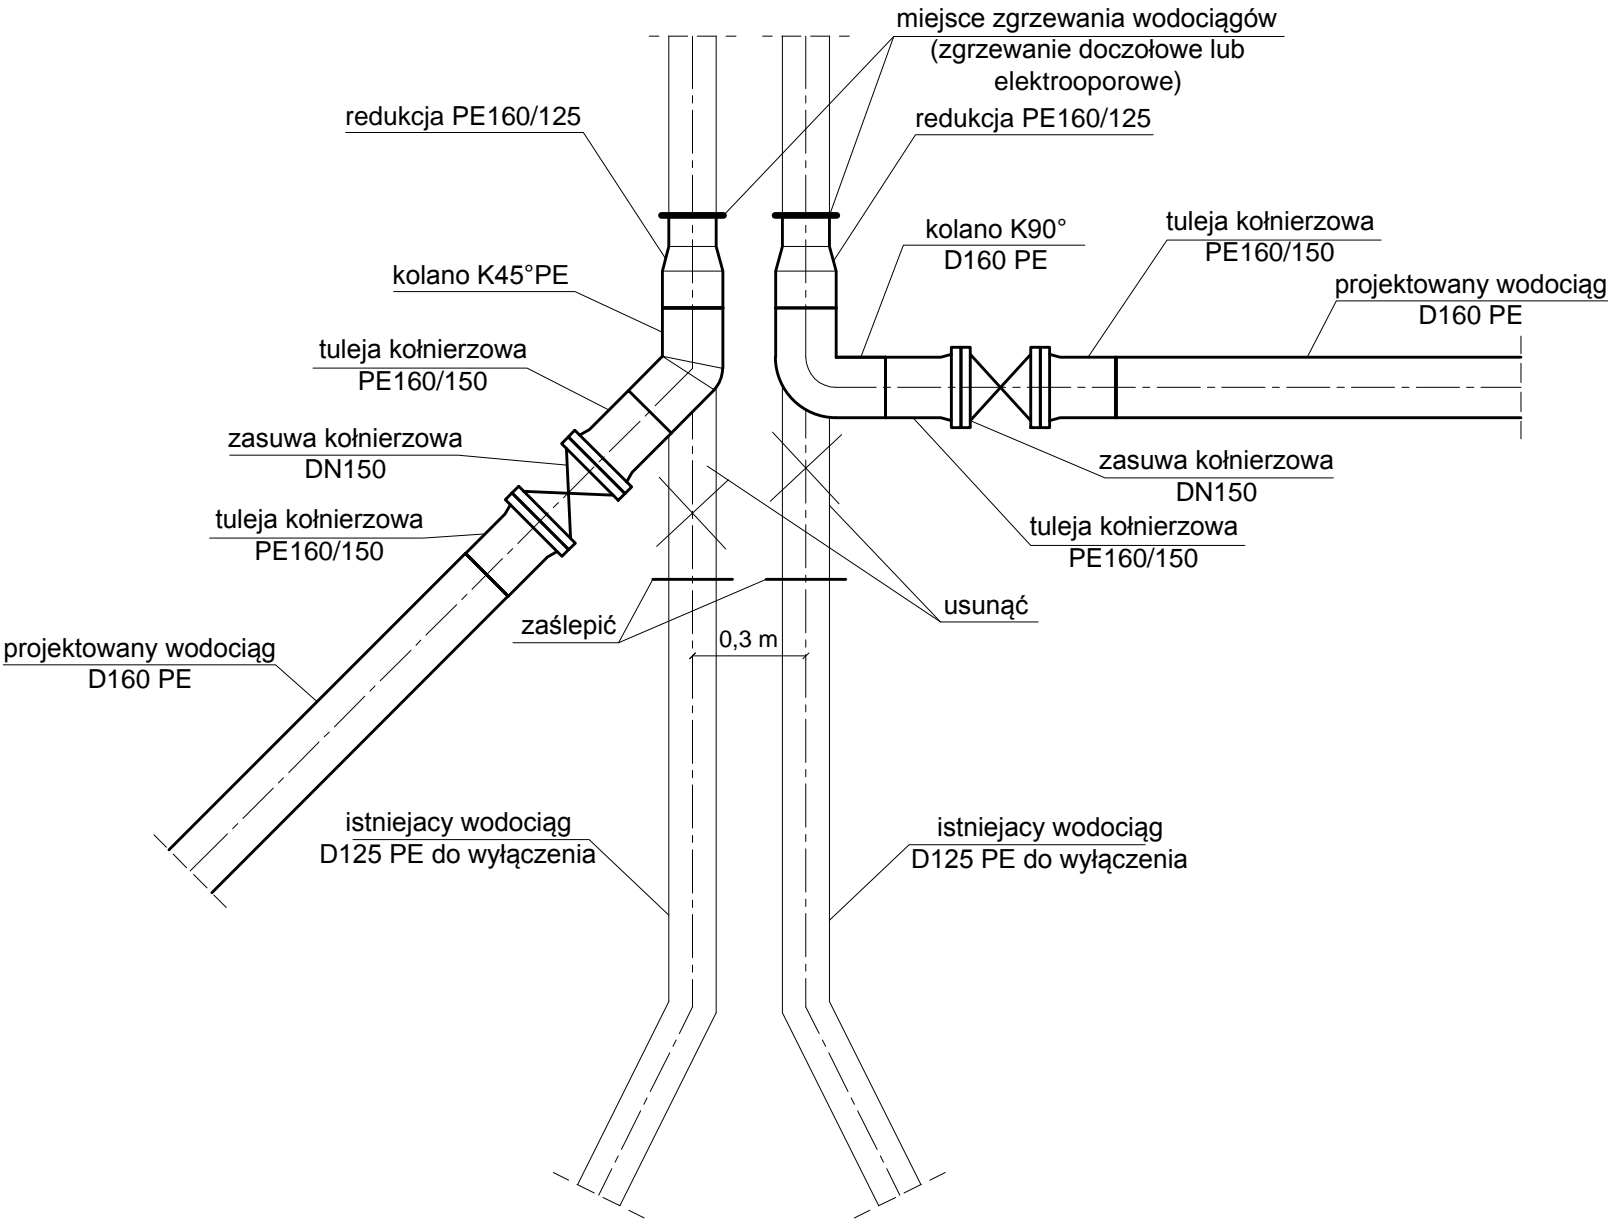 miejsce zgrzewania wodociągów
(zgrzewanie doczołowe lub
elektrooporowe)
redukcja PE160/125
redukcja PE160/125
kolano K90°
D160 PE
tuleja kołnierzowa
PE160/150
projektowany wodociąg
D160 PE
kolano K45°PE
tuleja kołnierzowa
PE160/150
zasuwa kołnierzowa
DN150
tuleja kołnierzowa
PE160/150
zasuwa kołnierzowa
DN150
tuleja kołnierzowa
PE160/150
zaślepić
usunąć
0,3 m
projektowany wodociąg
D160 PE
istniejacy wodociąg
D125 PE do wyłączenia
istniejacy wodociąg
D125 PE do wyłączenia